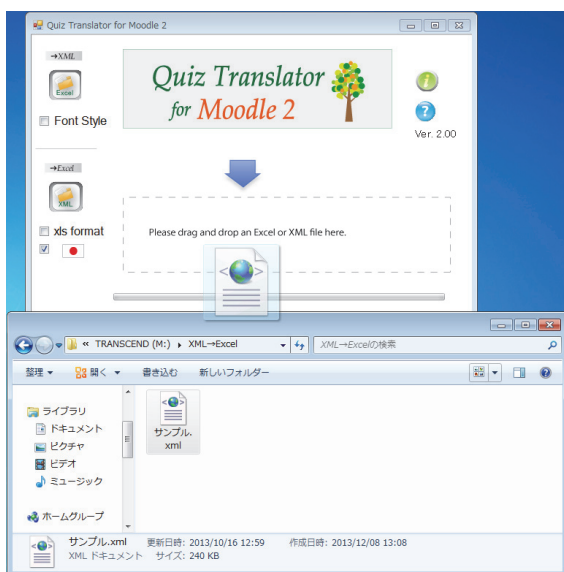 Quiz Translator for Moodle 2
→XML
Excel
Font Style
Quiz Translator
for Moodle 2
Ver. 2.00
→Excel
XML
xls format
Please drag and drop an Excel or XML file here.
« TRANSCEND (M:) ▸ XML→Excel
XML→Excelの検索
整理 開く 書き込む 新しいフォルダー
ライブラリ
ドキュメント
ピクチャ
ビデオ
ミュージック
ホームグループ
サンプル.
xml
サンプル.xml 更新日時: 2013/10/16 12:59 作成日時: 2013/12/08 13:08
XML ドキュメント サイズ: 240 KB